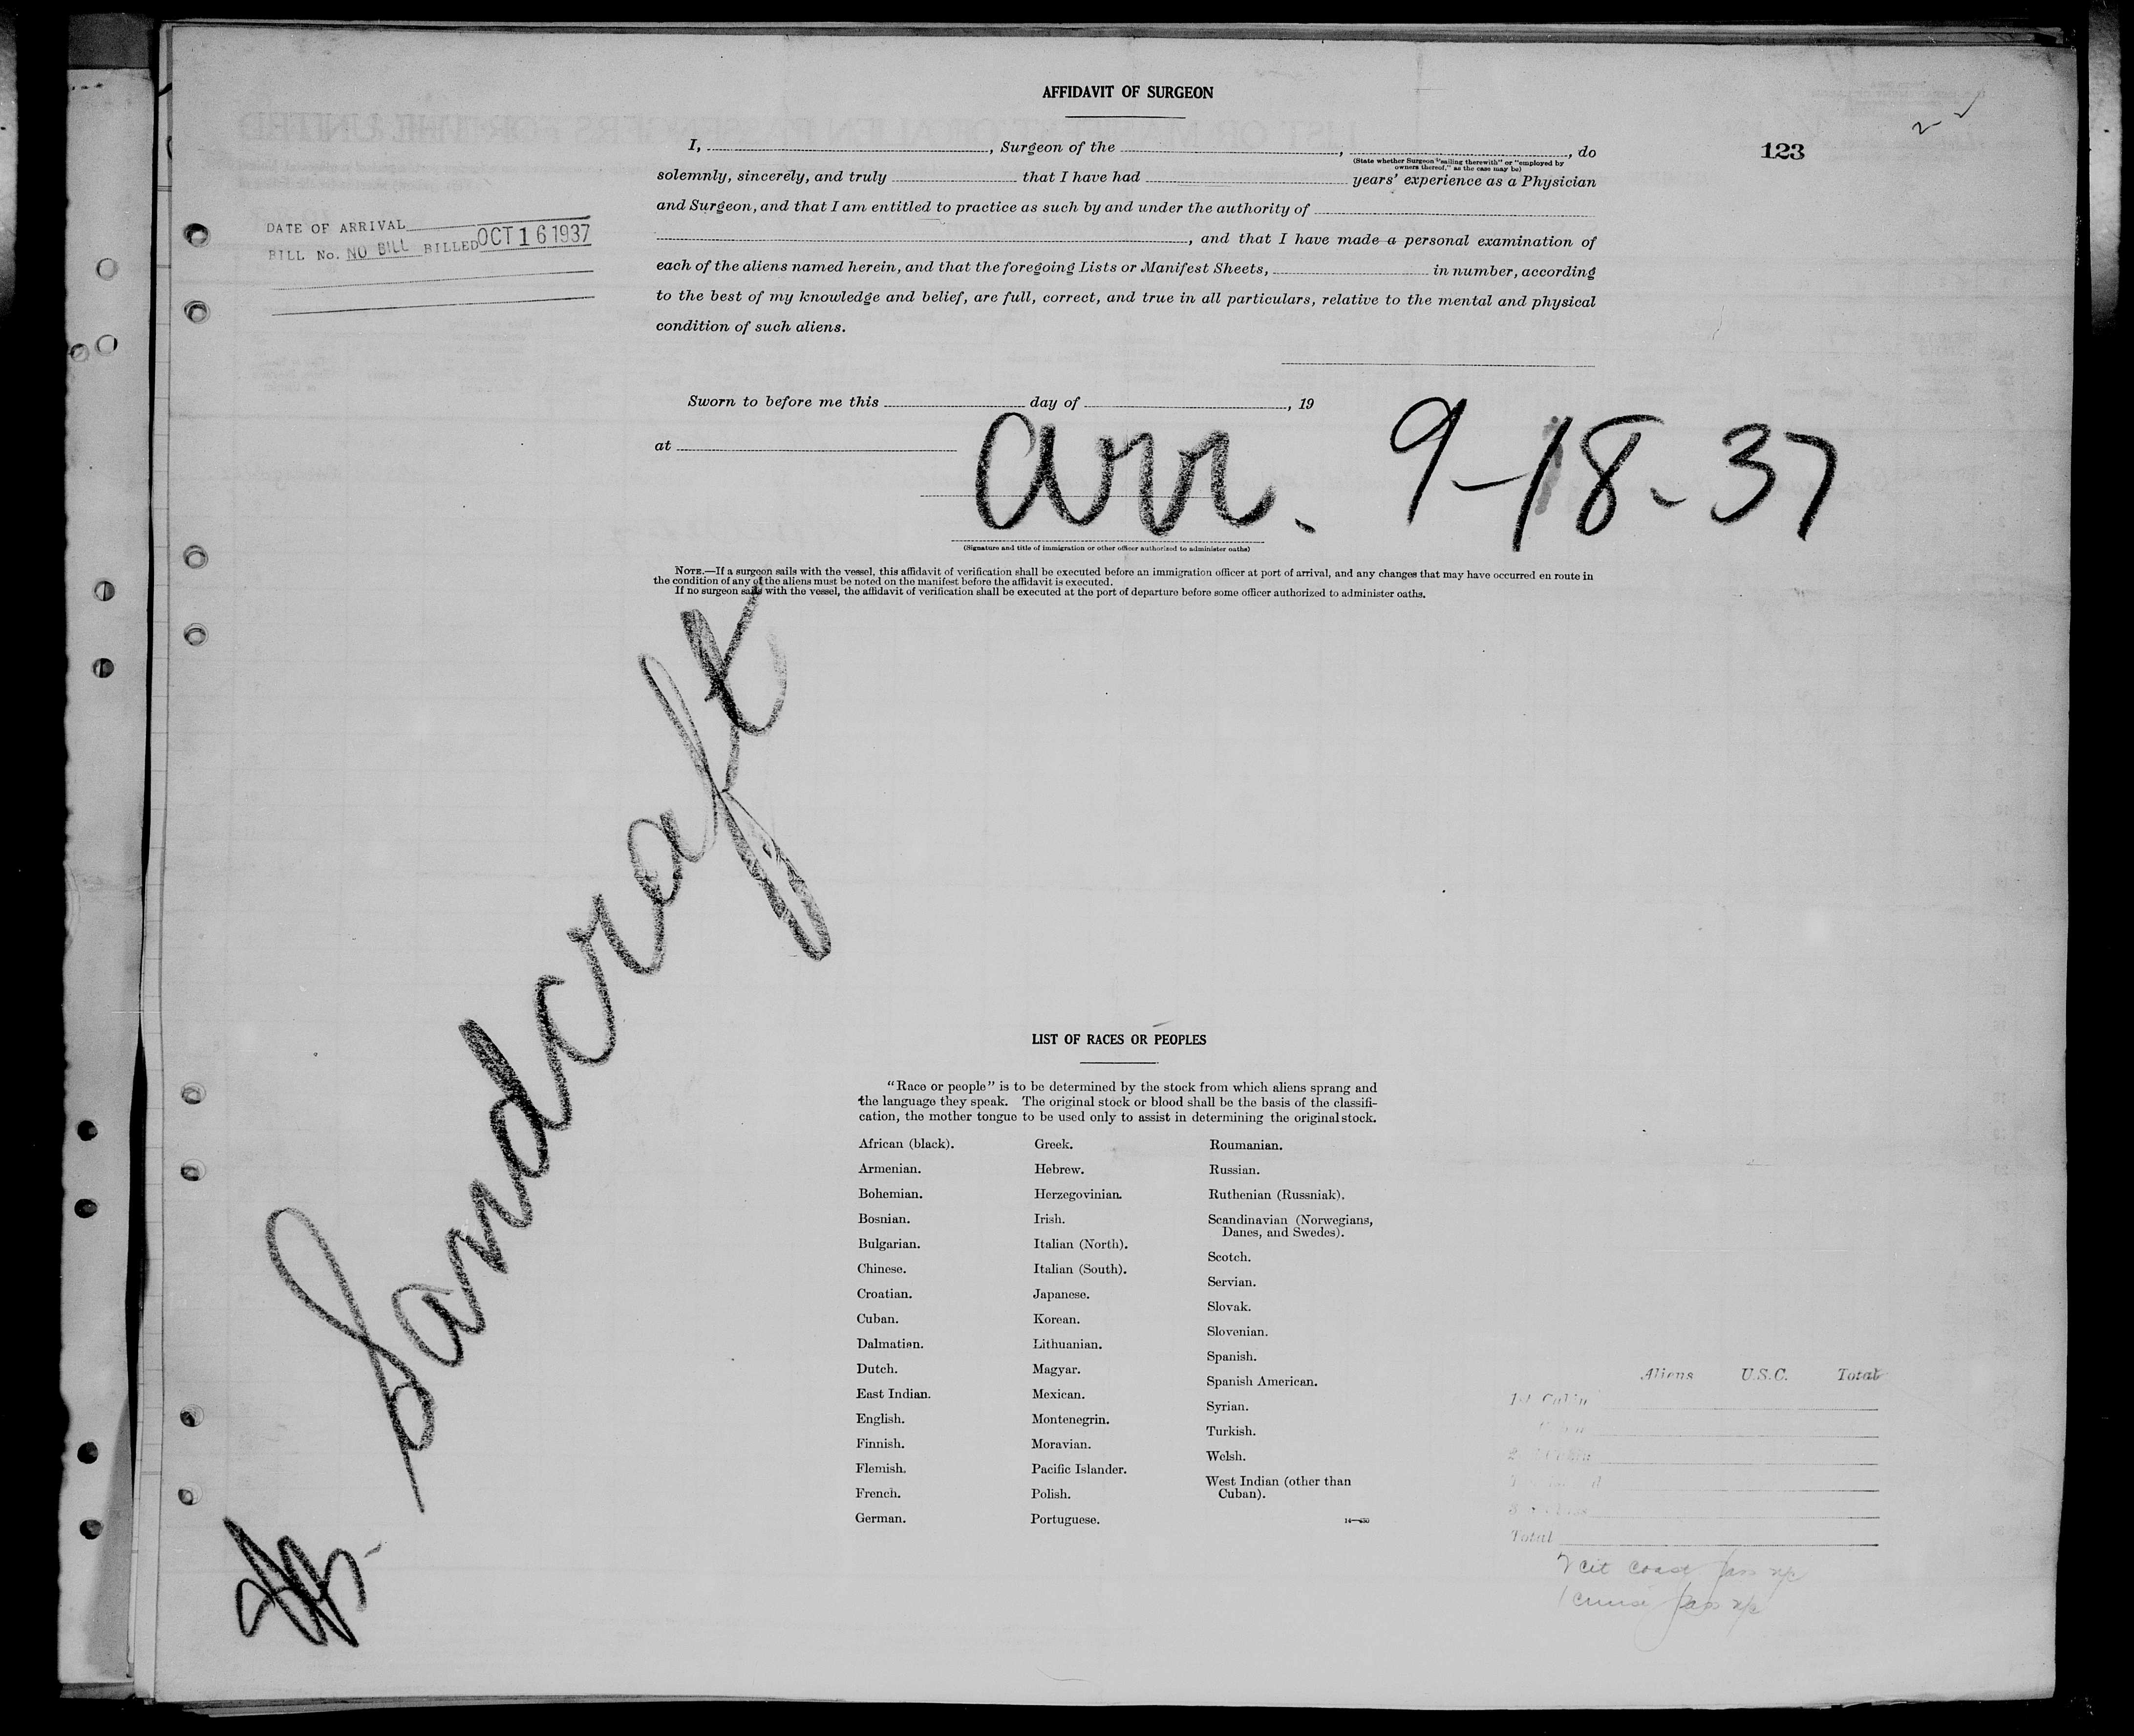 AFFIDAVIT OF SURGEON
123
I, , Surgeon of the , , do
(State whether Surgeon "sailing therewith" or "employed by
owners thereof," as the case may be)
solemnly, sincerely, and truly that I have had years' experience as a Physician
and Surgeon, and that I am entitled to practice as such by and under the authority of
, and that I have made a personal examination of
each of the aliens named herein, and that the foregoing Lists or Manifest Sheets, in number, according
to the best of my knowledge and belief, are full, correct, and true in all particulars, relative to the mental and physical
condition of such aliens.
DATE OF ARRIVAL
BILL No. NO BILL BILLED OCT 16 1937
Sworn to before me this day of , 19
at
arr. 9-18-37
(Signature and title of immigration or other officer authorized to administer oaths)
NOTE.—If a surgeon sails with the vessel, this affidavit of verification shall be executed before an immigration officer at port of arrival, and any changes that may have occurred en route in
the condition of any of the aliens must be noted on the manifest before the affidavit is executed.
If no surgeon sails with the vessel, the affidavit of verification shall be executed at the port of departure before some officer authorized to administer oaths.
SS. Sandcraft
LIST OF RACES OR PEOPLES
"Race or people" is to be determined by the stock from which aliens sprang and
the language they speak. The original stock or blood shall be the basis of the classifi-
cation, the mother tongue to be used only to assist in determining the original stock.
African (black).
Armenian.
Bohemian.
Bosnian.
Bulgarian.
Chinese.
Croatian.
Cuban.
Dalmatian.
Dutch.
East Indian.
English.
Finnish.
Flemish.
French.
German.
Greek.
Hebrew.
Herzegovinian.
Irish.
Italian (North).
Italian (South).
Japanese.
Korean.
Lithuanian.
Magyar.
Mexican.
Montenegrin.
Moravian.
Pacific Islander.
Polish.
Portuguese.
Roumanian.
Russian.
Ruthenian (Russniak).
Scandinavian (Norwegians,
Danes, and Swedes).
Scotch.
Servian.
Slovak.
Slovenian.
Spanish.
Spanish American.
Syrian.
Turkish.
Welsh.
West Indian (other than
Cuban).
Aliens U.S.C. Total
1st Cabin
Total
cit coast pass
1 cruise pass